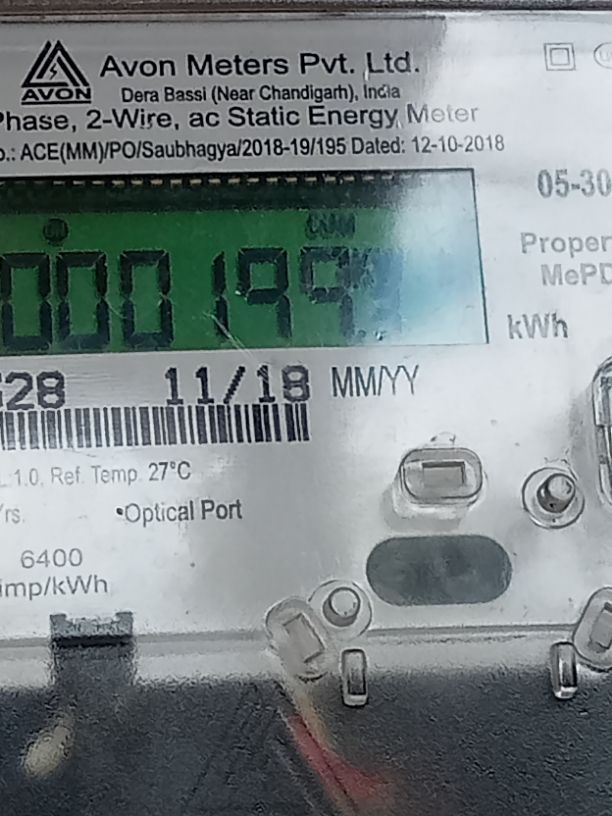 Avon Meters Pvt. Ltd.
AVON
Dera Bassi (Near Chandigarh), India
Phase, 2-Wire, ac Static Energy Meter
o.: ACE(MM)/PO/Saubhagya/2018-19/195 Dated: 12-10-2018
05-30
CUM
Proper
MePD
kWh
28 11/18 MM/YY
1.0, Ref. Temp. 27°C
•Optical Port
6400
imp/kWh